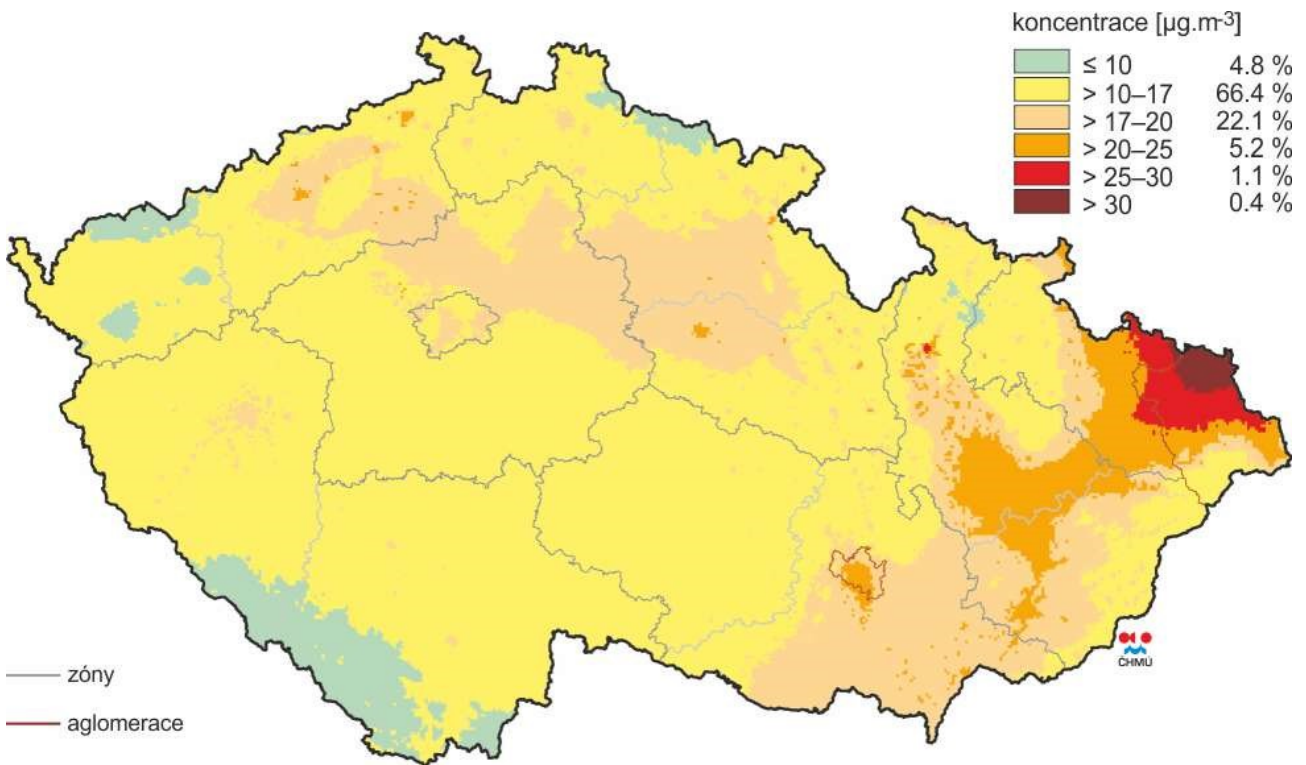 koncentrace [µg.m-3]
≤ 10 4.8 %
> 10–17 66.4 %
> 17–20 22.1 %
> 20–25 5.2 %
> 25–30 1.1 %
> 30 0.4 %
ČHMÚ
zóny
aglomerace